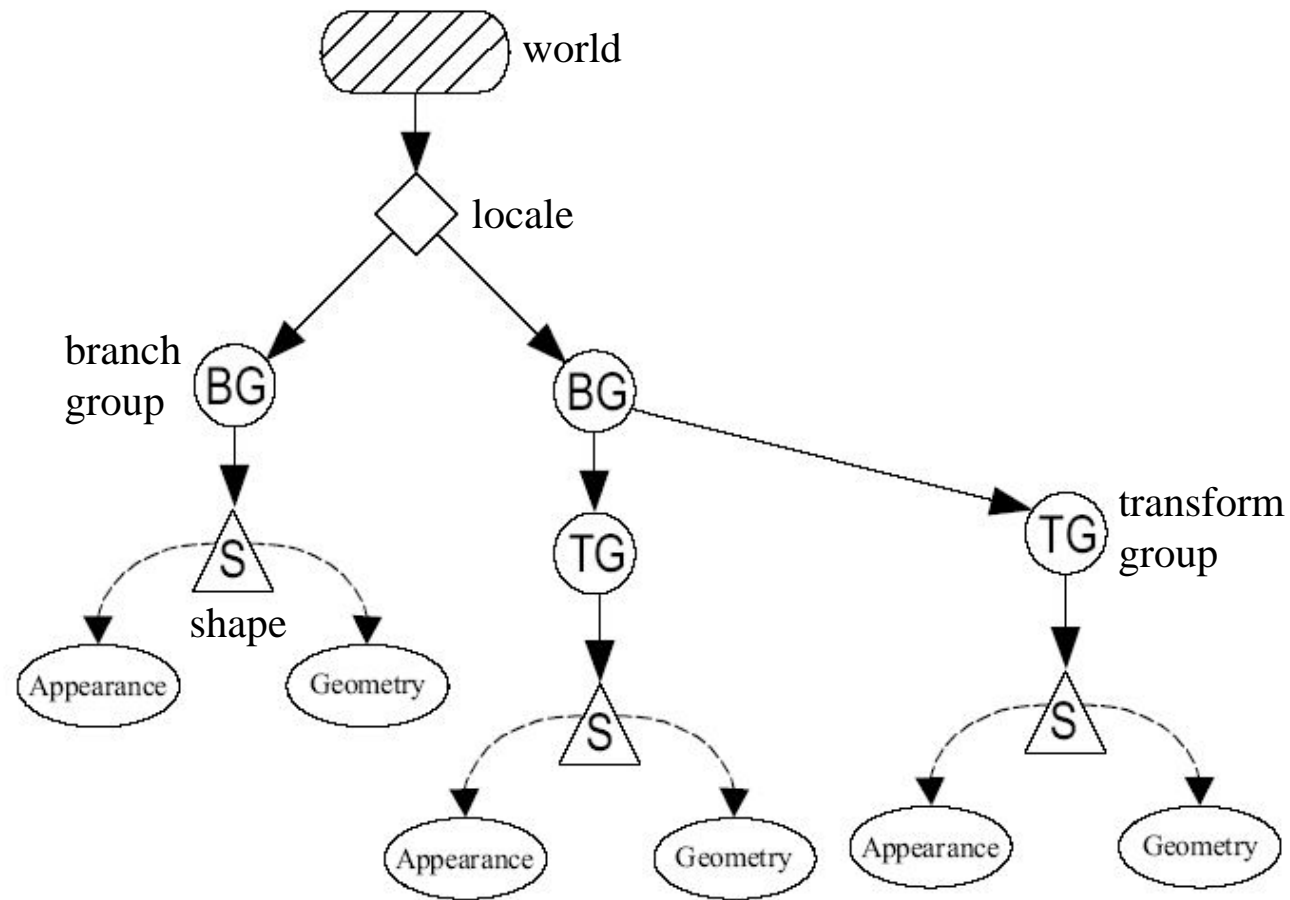 world
locale
branch
group
BG
BG
S
shape
TG
TG
transform
group
Appearance
Geometry
S
S
Appearance
Geometry
Appearance
Geometry